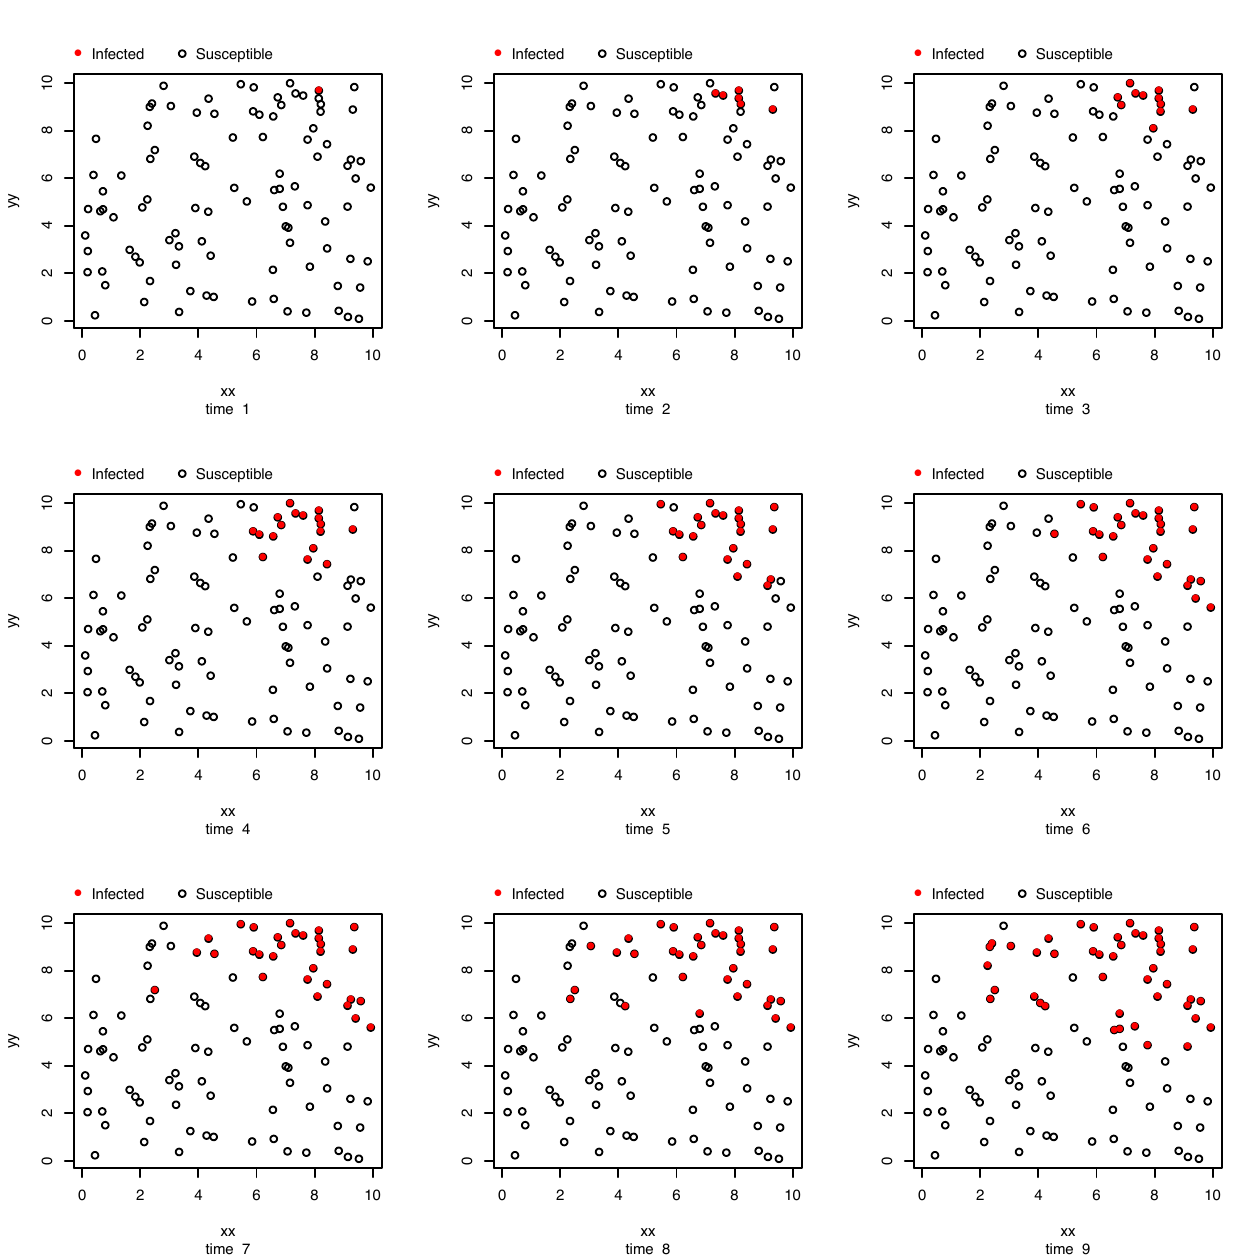 Infected Susceptible Infected Susceptible Infected Susceptible
10 10 10
8 8 8
6 6 6
yy yy yy
4 4 4
2 2 2
0 0 0
0 2 4 6 8 10 0 2 4 6 8 10 0 2 4 6 8 10
xx xx xx
time 1 time 2 time 3
Infected Susceptible Infected Susceptible Infected Susceptible
10 10 10
8 8 8
6 6 6
yy yy yy
4 4 4
2 2 2
0 0 0
0 2 4 6 8 10 0 2 4 6 8 10 0 2 4 6 8 10
xx xx xx
time 4 time 5 time 6
Infected Susceptible Infected Susceptible Infected Susceptible
10 10 10
8 8 8
6 6 6
yy yy yy
4 4 4
2 2 2
0 0 0
0 2 4 6 8 10 0 2 4 6 8 10 0 2 4 6 8 10
xx xx xx
time 7 time 8 time 9